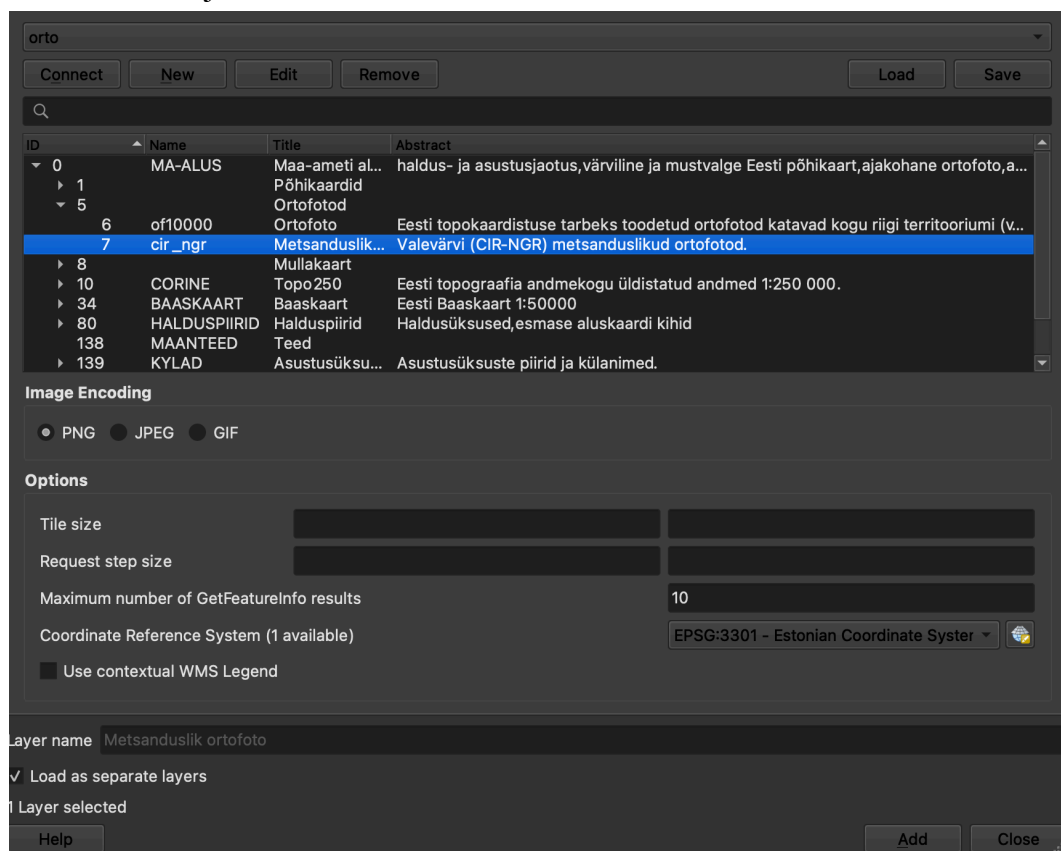 orto
Connect New Edit Remove Load Save
ID Name Title Abstract
0 MA-ALUS Maa-ameti al... haldus- ja asustusjaotus,värviline ja mustvalge Eesti põhikaart,ajakohane ortofoto,a...
1 Põhikaardid
5 Ortofotod
6 of10000 Ortofoto Eesti topokaardistuse tarbeks toodetud ortofotod katavad kogu riigi territooriumi (v...
7 cir_ngr Metsanduslik... Valevärvi (CIR-NGR) metsanduslikud ortofotod.
8 Mullakaart
10 CORINE Topo250 Eesti topograafia andmekogu üldistatud andmed 1:250 000.
34 BAASKAART Baaskaart Eesti Baaskaart 1:50000
80 HALDUSPIIRID Halduspiirid Haldusüksused,esmase aluskaardi kihid
138 MAANTEED Teed
139 KYLAD Asustusüksu... Asustusüksuste piirid ja külanimed.
Image Encoding
PNG JPEG GIF
Options
Tile size
Request step size
Maximum number of GetFeatureInfo results 10
Coordinate Reference System (1 available) EPSG:3301 - Estonian Coordinate Syster
Use contextual WMS Legend
Layer name Metsanduslik ortofoto
Load as separate layers
1 Layer selected
Help Add Close